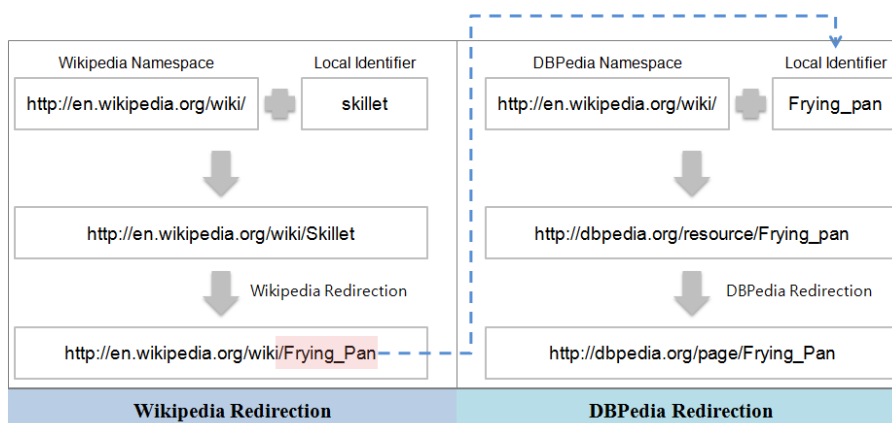 Wikipedia Namespace
Local Identifier
http://en.wikipedia.org/wiki/
skillet
http://en.wikipedia.org/wiki/Skillet
Wikipedia Redirection
http://en.wikipedia.org/wiki/Frying_Pan
Wikipedia Redirection
DBPedia Namespace
Local Identifier
http://en.wikipedia.org/wiki/
Frying_pan
http://dbpedia.org/resource/Frying_pan
DBPedia Redirection
http://dbpedia.org/page/Frying_Pan
DBPedia Redirection